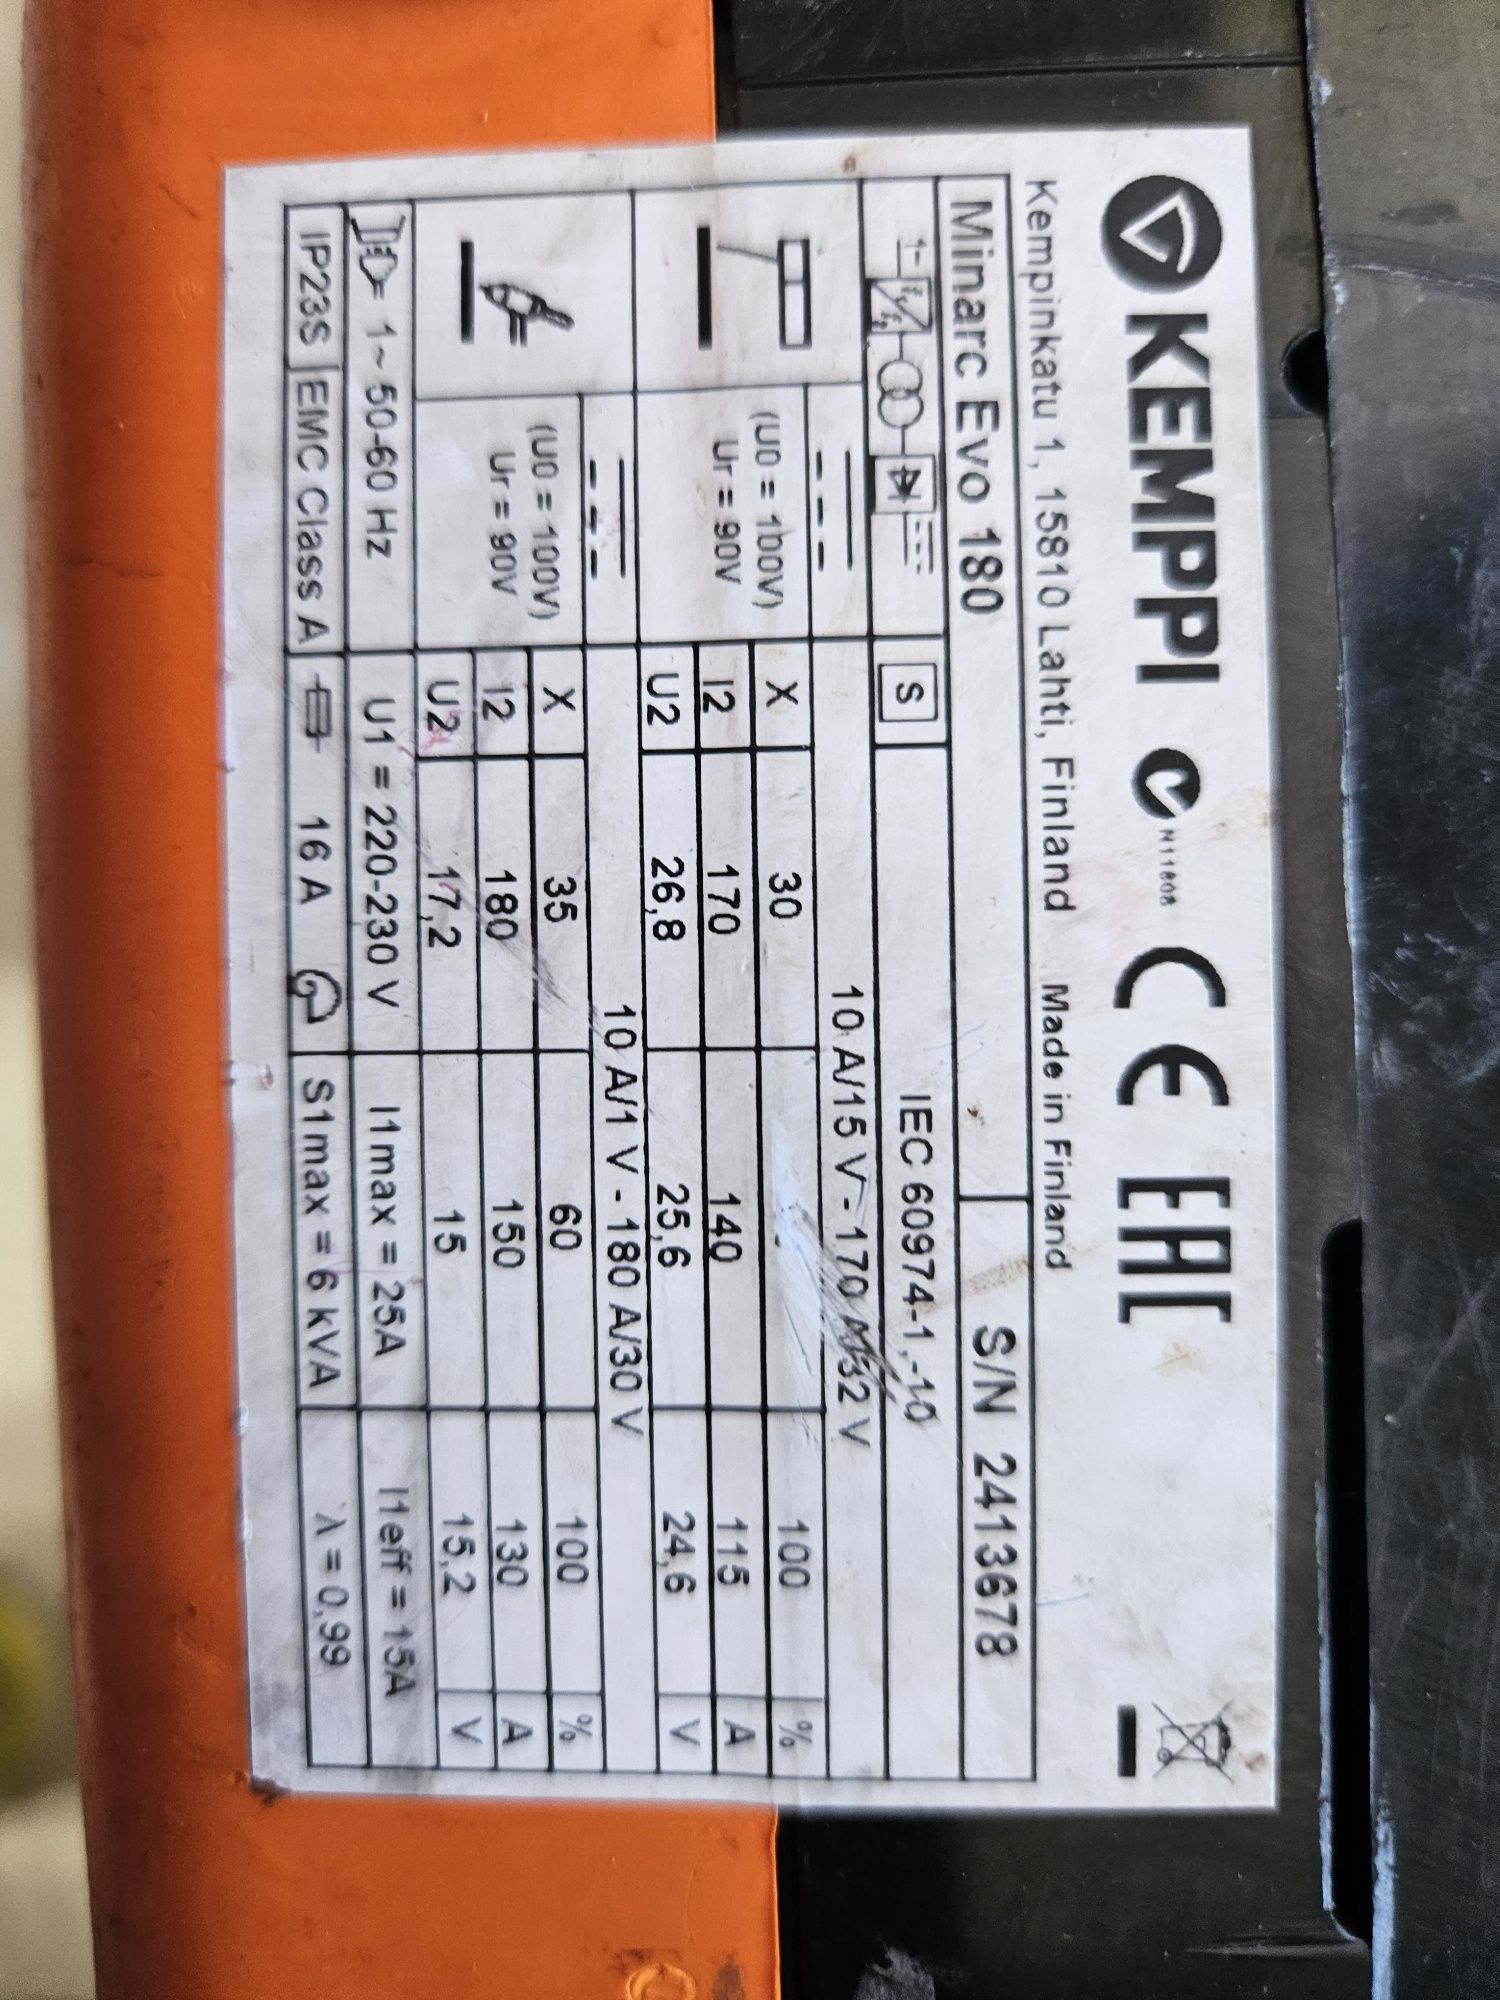 KEMPPI N11808 CE EAC
Kempinkatu 1, 15810 Lahti, Finland Made in Finland
Minarc Evo 180 S/N 2413678
1~ S IEC 60974-1,-10
10 A/15 V - 170 A/32 V
(U0 = 100V) X 30 100 %
Ur = 90V I2 170 140 115 A
U2 26,8 25,6 24,6 V
10 A/1 V - 180 A/30 V
(U0 = 100V) X 35 60 100 %
Ur = 90V I2 180 150 130 A
U2 17,2 15 15,2 V
1~ 50-60 Hz U1 = 220-230 V I1max = 25A I1eff = 15A
IP23S EMC Class A 16 A S1max = 6 kVA λ = 0,99